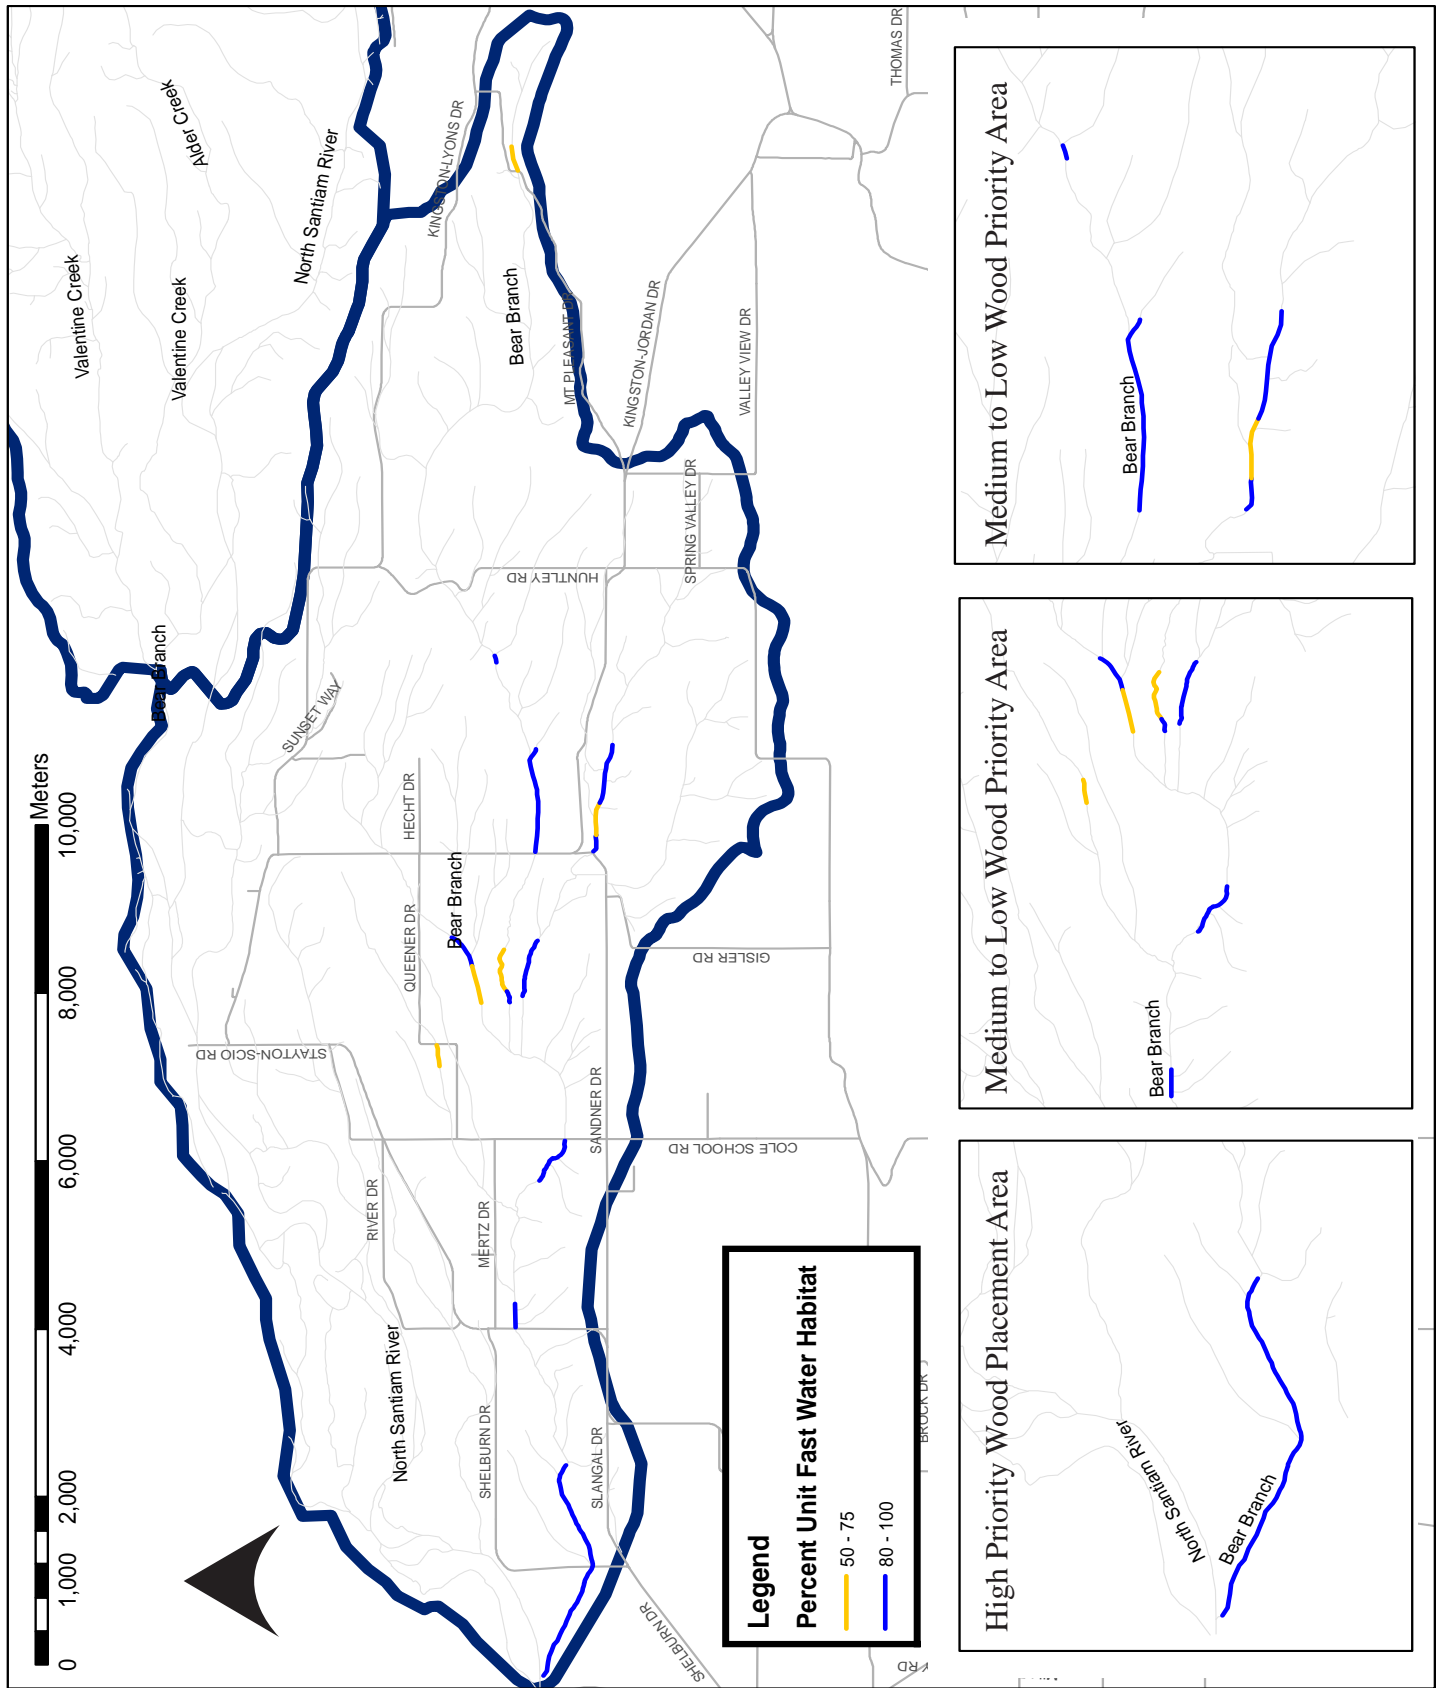 0
1,000
2,000
4,000
6,000
8,000
10,000
Meters
Valentine Creek
Valentine Creek
Alder Creek
North Santiam River
Bear Branch
KINGSTON-LYONS DR
THOMAS DR
Bear Branch
MT PLEASANT DR
KINGSTON-JORDAN DR
VALLEY VIEW DR
SPRING VALLEY DR
HUNTLEY RD
SUNSET WAY
HECHT DR
Bear Branch
QUEENER DR
GISLER RD
STAYTON-SCIO RD
SANDNER DR
COLE SCHOOL RD
RIVER DR
MERTZ DR
North Santiam River
SHELBURN DR
SLANGAL DR
SHELBURN DR
BROCK DR
RD
Legend
Percent Unit Fast Water Habitat
50 - 75
80 - 100
High Priority Wood Placement Area
North Santiam River
Bear Branch
Medium to Low Wood Priority Area
Bear Branch
Medium to Low Wood Priority Area
Bear Branch